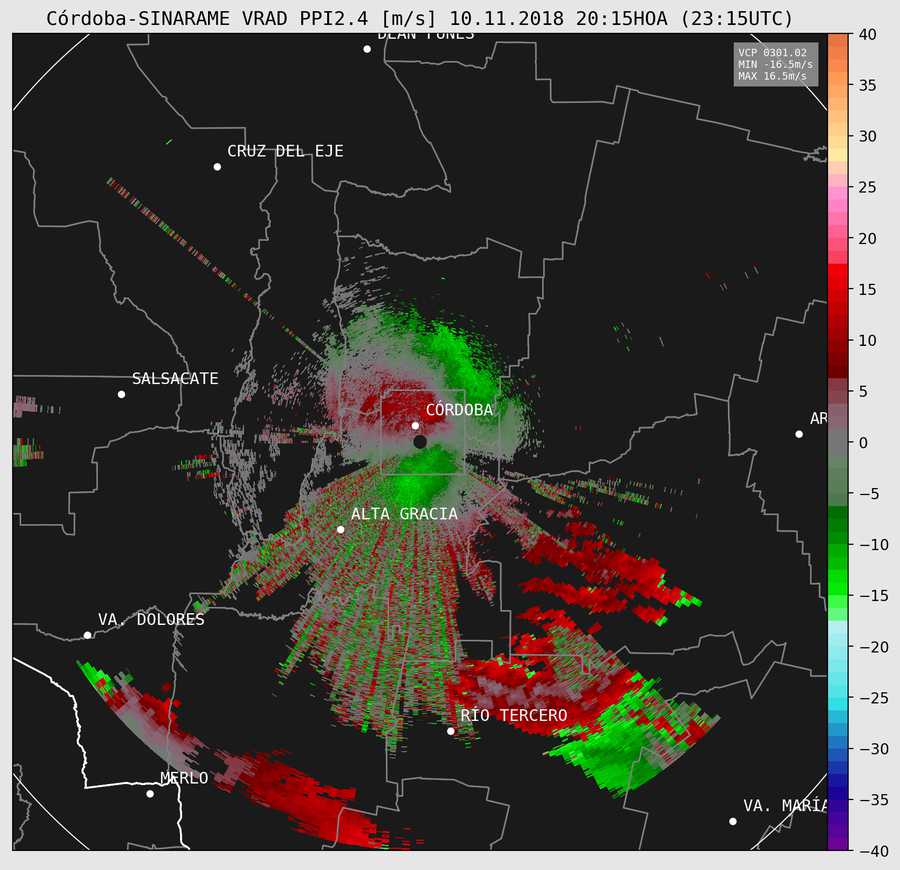 Córdoba-SINARAME VRAD PPI2.4 [m/s] 10.11.2018 20:15HOA (23:15UTC)
DEÁN FUNES
VCP 0301.02
MIN -16.5m/s
MAX 16.5m/s
CRUZ DEL EJE
SALSACATE
CÓRDOBA
AR
ALTA GRACIA
VA. DOLORES
RÍO TERCERO
MERLO
VA. MARÍA
40
35
30
25
20
15
10
5
0
−5
−10
−15
−20
−25
−30
−35
−40